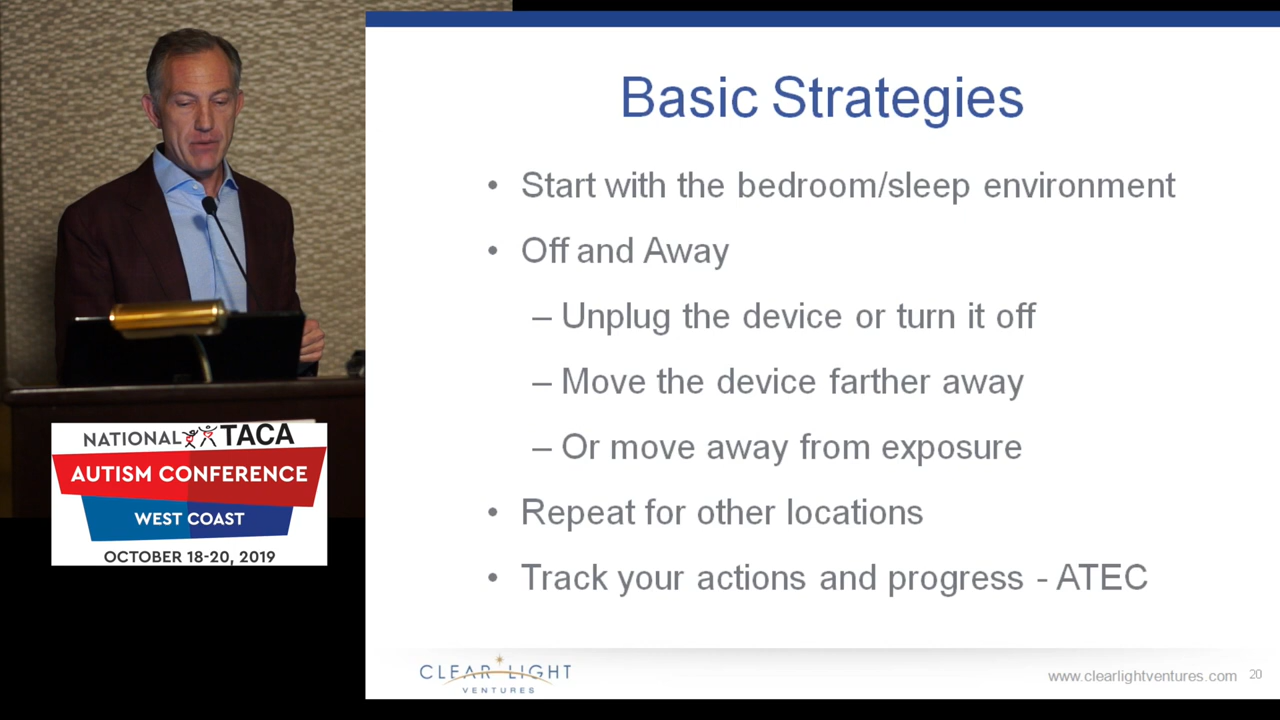 Basic Strategies
• Start with the bedroom/sleep environment
• Off and Away
– Unplug the device or turn it off
– Move the device farther away
– Or move away from exposure
• Repeat for other locations
• Track your actions and progress - ATEC
CLEAR LIGHT
VENTURES
www.clearlightventures.com 20
NATIONAL TACA
AUTISM CONFERENCE
WEST COAST
OCTOBER 18-20, 2019